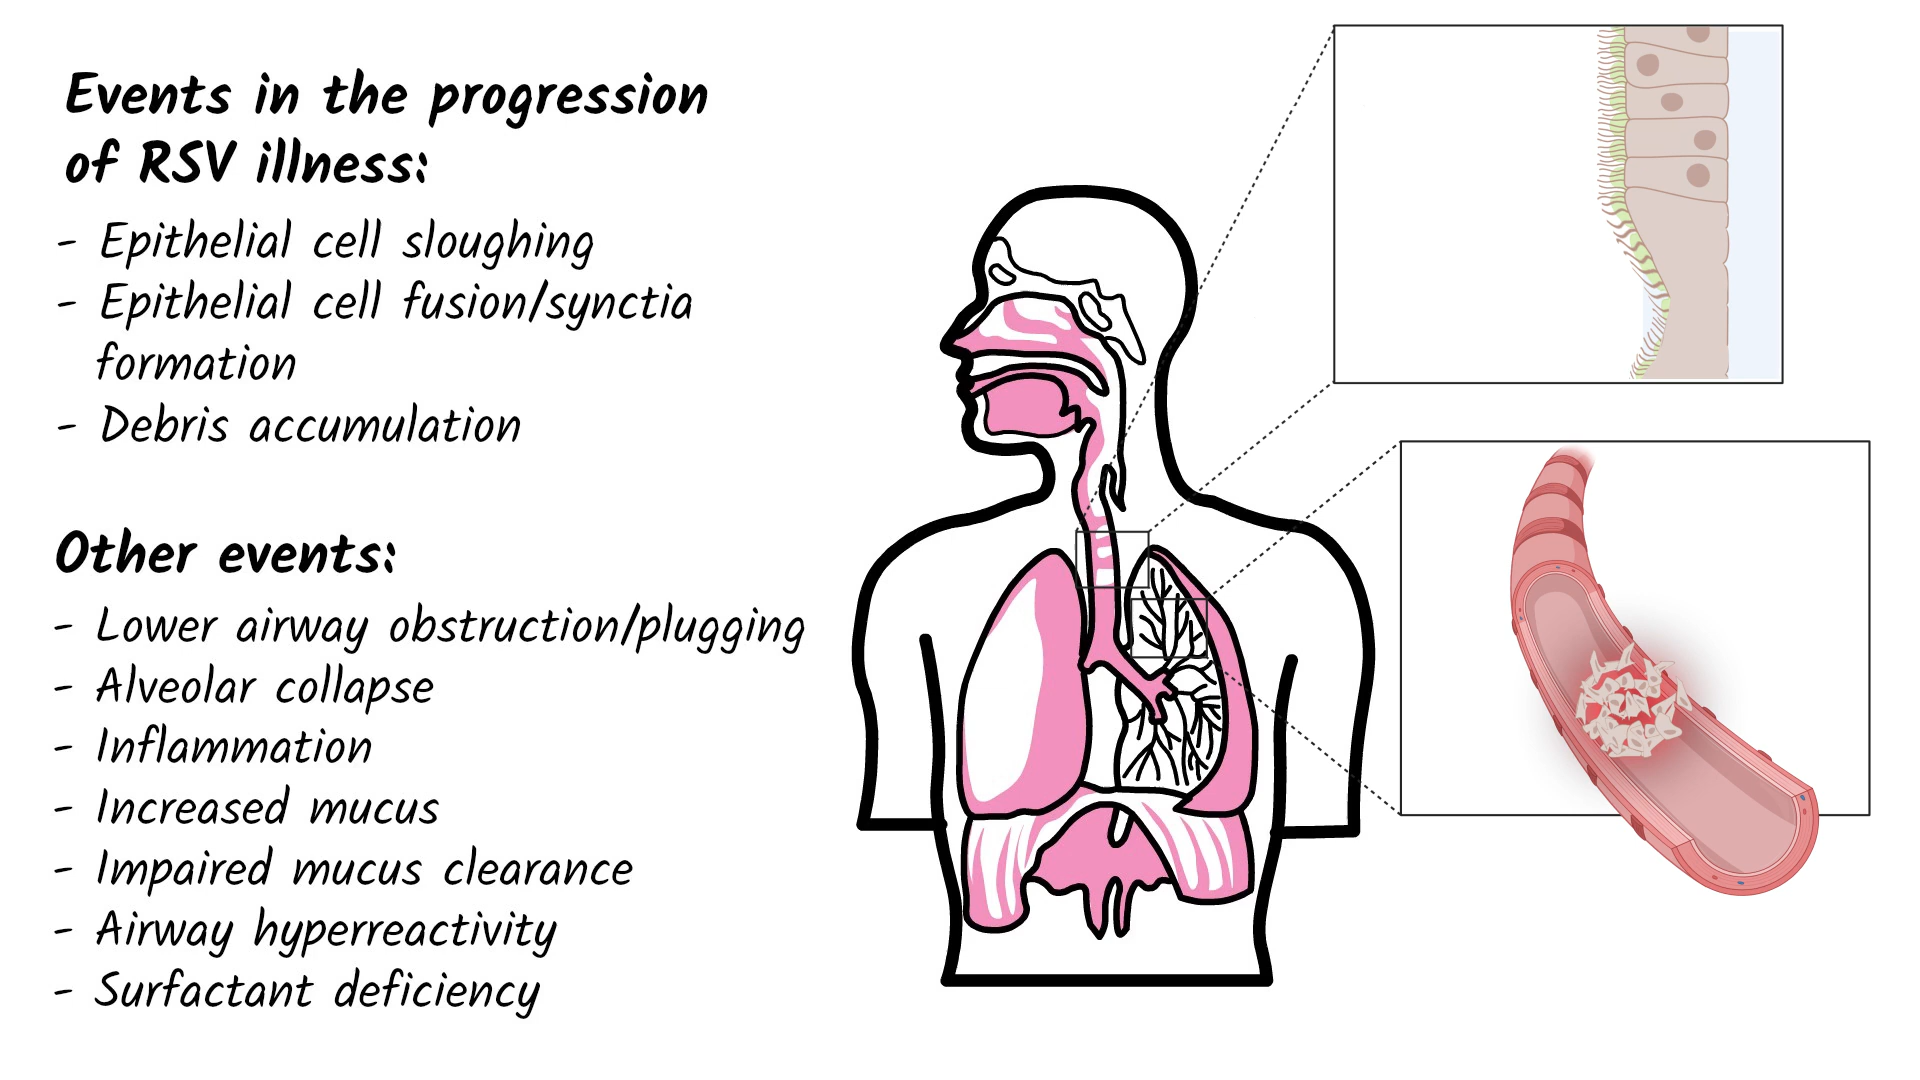 Events in the progression
of RSV illness:
- Epithelial cell sloughing
- Epithelial cell fusion/synctia
formation
- Debris accumulation
Other events:
- Lower airway obstruction/plugging
- Alveolar collapse
- Inflammation
- Increased mucus
- Impaired mucus clearance
- Airway hyperreactivity
- Surfactant deficiency